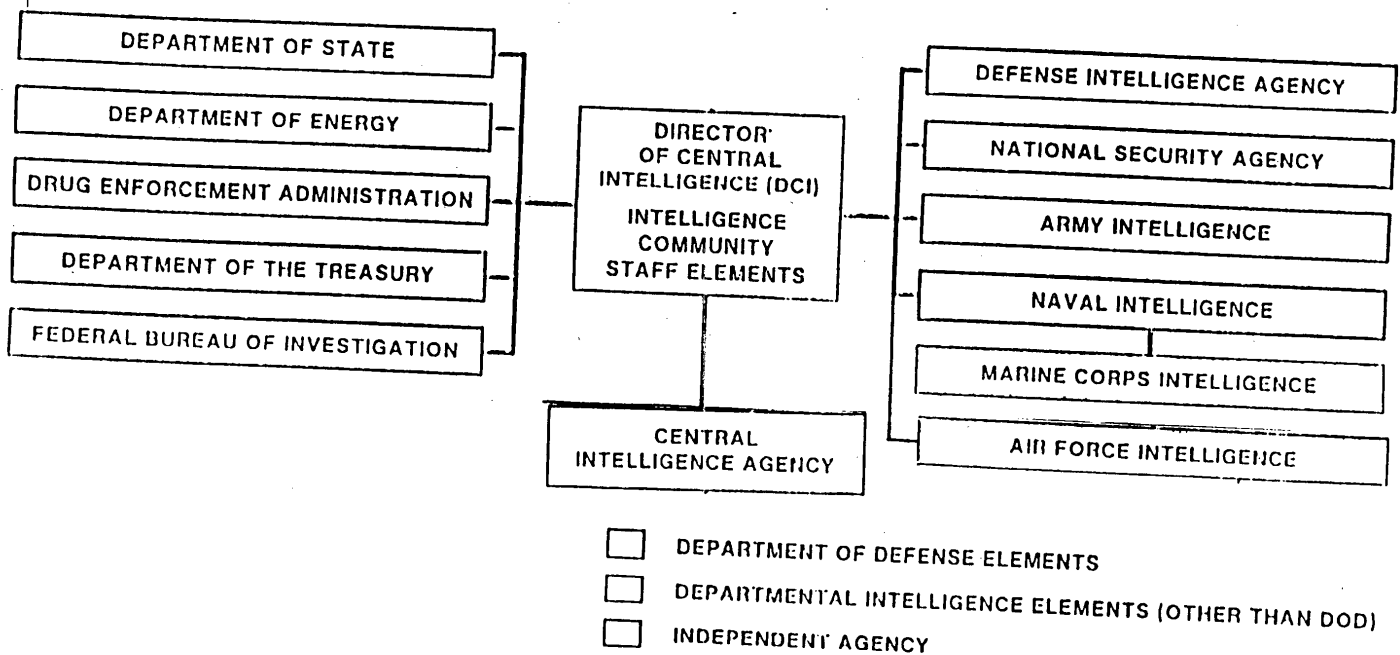 DEPARTMENT OF STATE
DEPARTMENT OF ENERGY
DRUG ENFORCEMENT ADMINISTRATION
DEPARTMENT OF THE TREASURY
FEDERAL BUREAU OF INVESTIGATION
DIRECTOR
OF CENTRAL
INTELLIGENCE (DCI)
INTELLIGENCE
COMMUNITY
STAFF ELEMENTS
CENTRAL
INTELLIGENCE AGENCY
DEFENSE INTELLIGENCE AGENCY
NATIONAL SECURITY AGENCY
ARMY INTELLIGENCE
NAVAL INTELLIGENCE
MARINE CORPS INTELLIGENCE
AIR FORCE INTELLIGENCE
DEPARTMENT OF DEFENSE ELEMENTS
DEPARTMENTAL INTELLIGENCE ELEMENTS (OTHER THAN DOD)
INDEPENDENT AGENCY